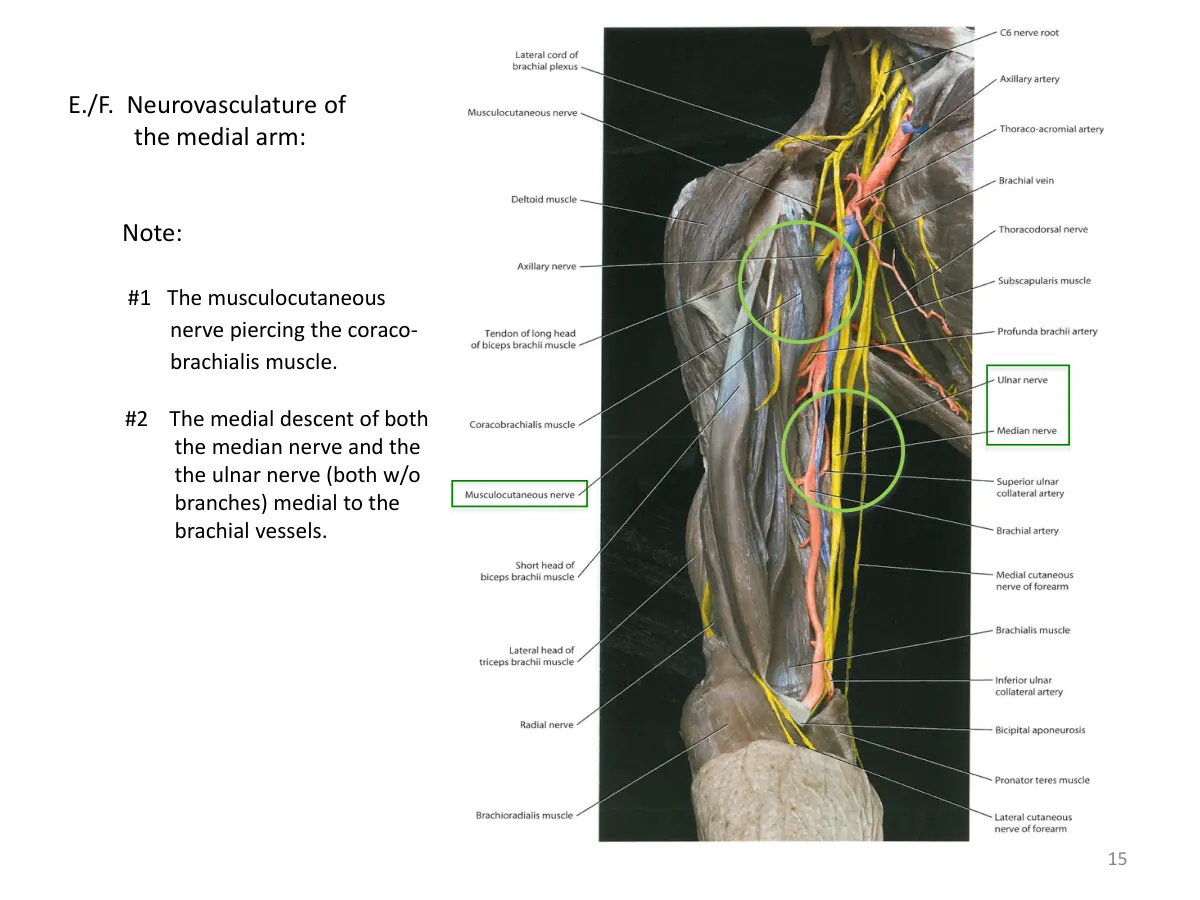 E./F. Neurovasculature of
the medial arm:
Note:
#1 The musculocutaneous
nerve piercing the coraco-
brachialis muscle.
#2 The medial descent of both
the median nerve and the
the ulnar nerve (both w/o
branches) medial to the
brachial vessels.
Lateral cord of
brachial plexus
Musculocutaneous nerve
Deltoid muscle
Axillary nerve
Tendon of long head
of biceps brachii muscle
Coracobrachialis muscle
Musculocutaneous nerve
Short head of
biceps brachii muscle
Lateral head of
triceps brachii muscle
Radial nerve
Brachioradialis muscle
C6 nerve root
Axillary artery
Thoraco-acromial artery
Brachial vein
Thoracodorsal nerve
Subscapularis muscle
Profunda brachii artery
Ulnar nerve
Median nerve
Superior ulnar
collateral artery
Brachial artery
Medial cutaneous
nerve of forearm
Brachialis muscle
Inferior ulnar
collateral artery
Bicipital aponeurosis
Pronator teres muscle
Lateral cutaneous
nerve of forearm
15